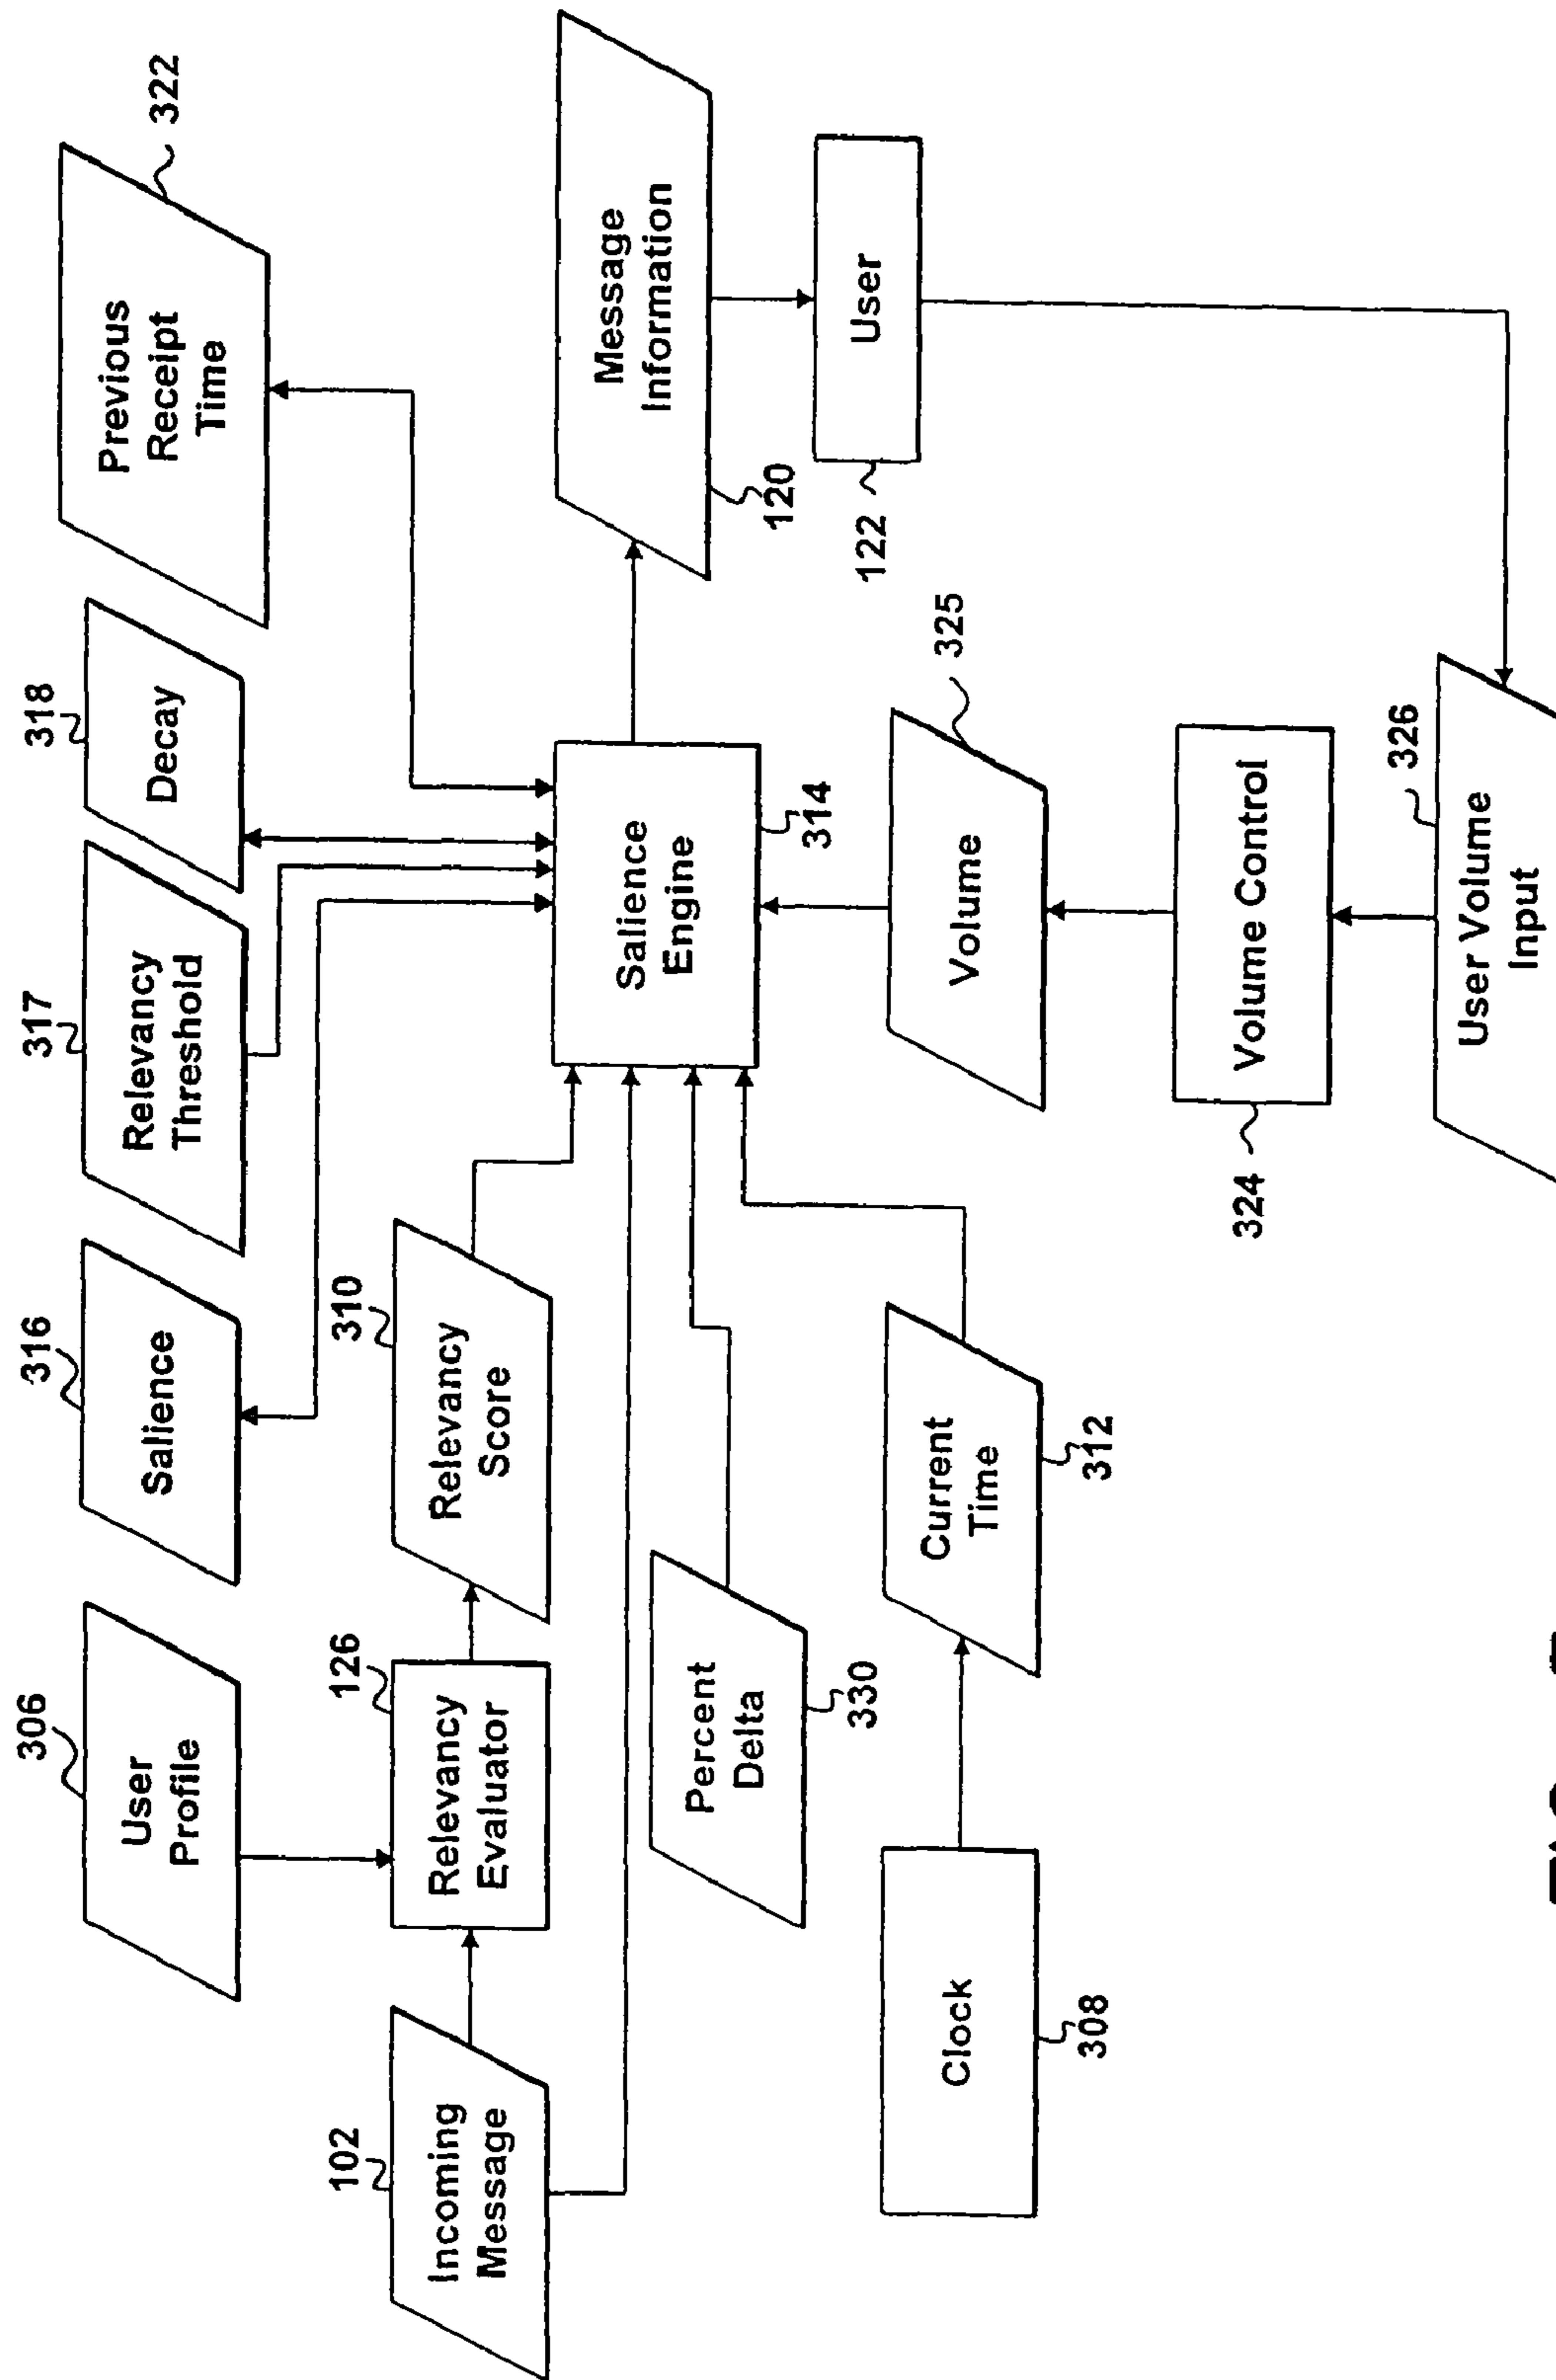 306
User
Profile
316
Salience
317
Relevancy
Threshold
318
Decay
Previous
Receipt
Time
322
102
Incoming
Message
126
Relevancy
Evaluator
310
Relevancy
Score
Salience
Engine
314
Message
Information
120
Percent
Delta
330
User
122
Clock
308
Current
Time
312
Volume
325
324
Volume Control
326
User Volume
Input